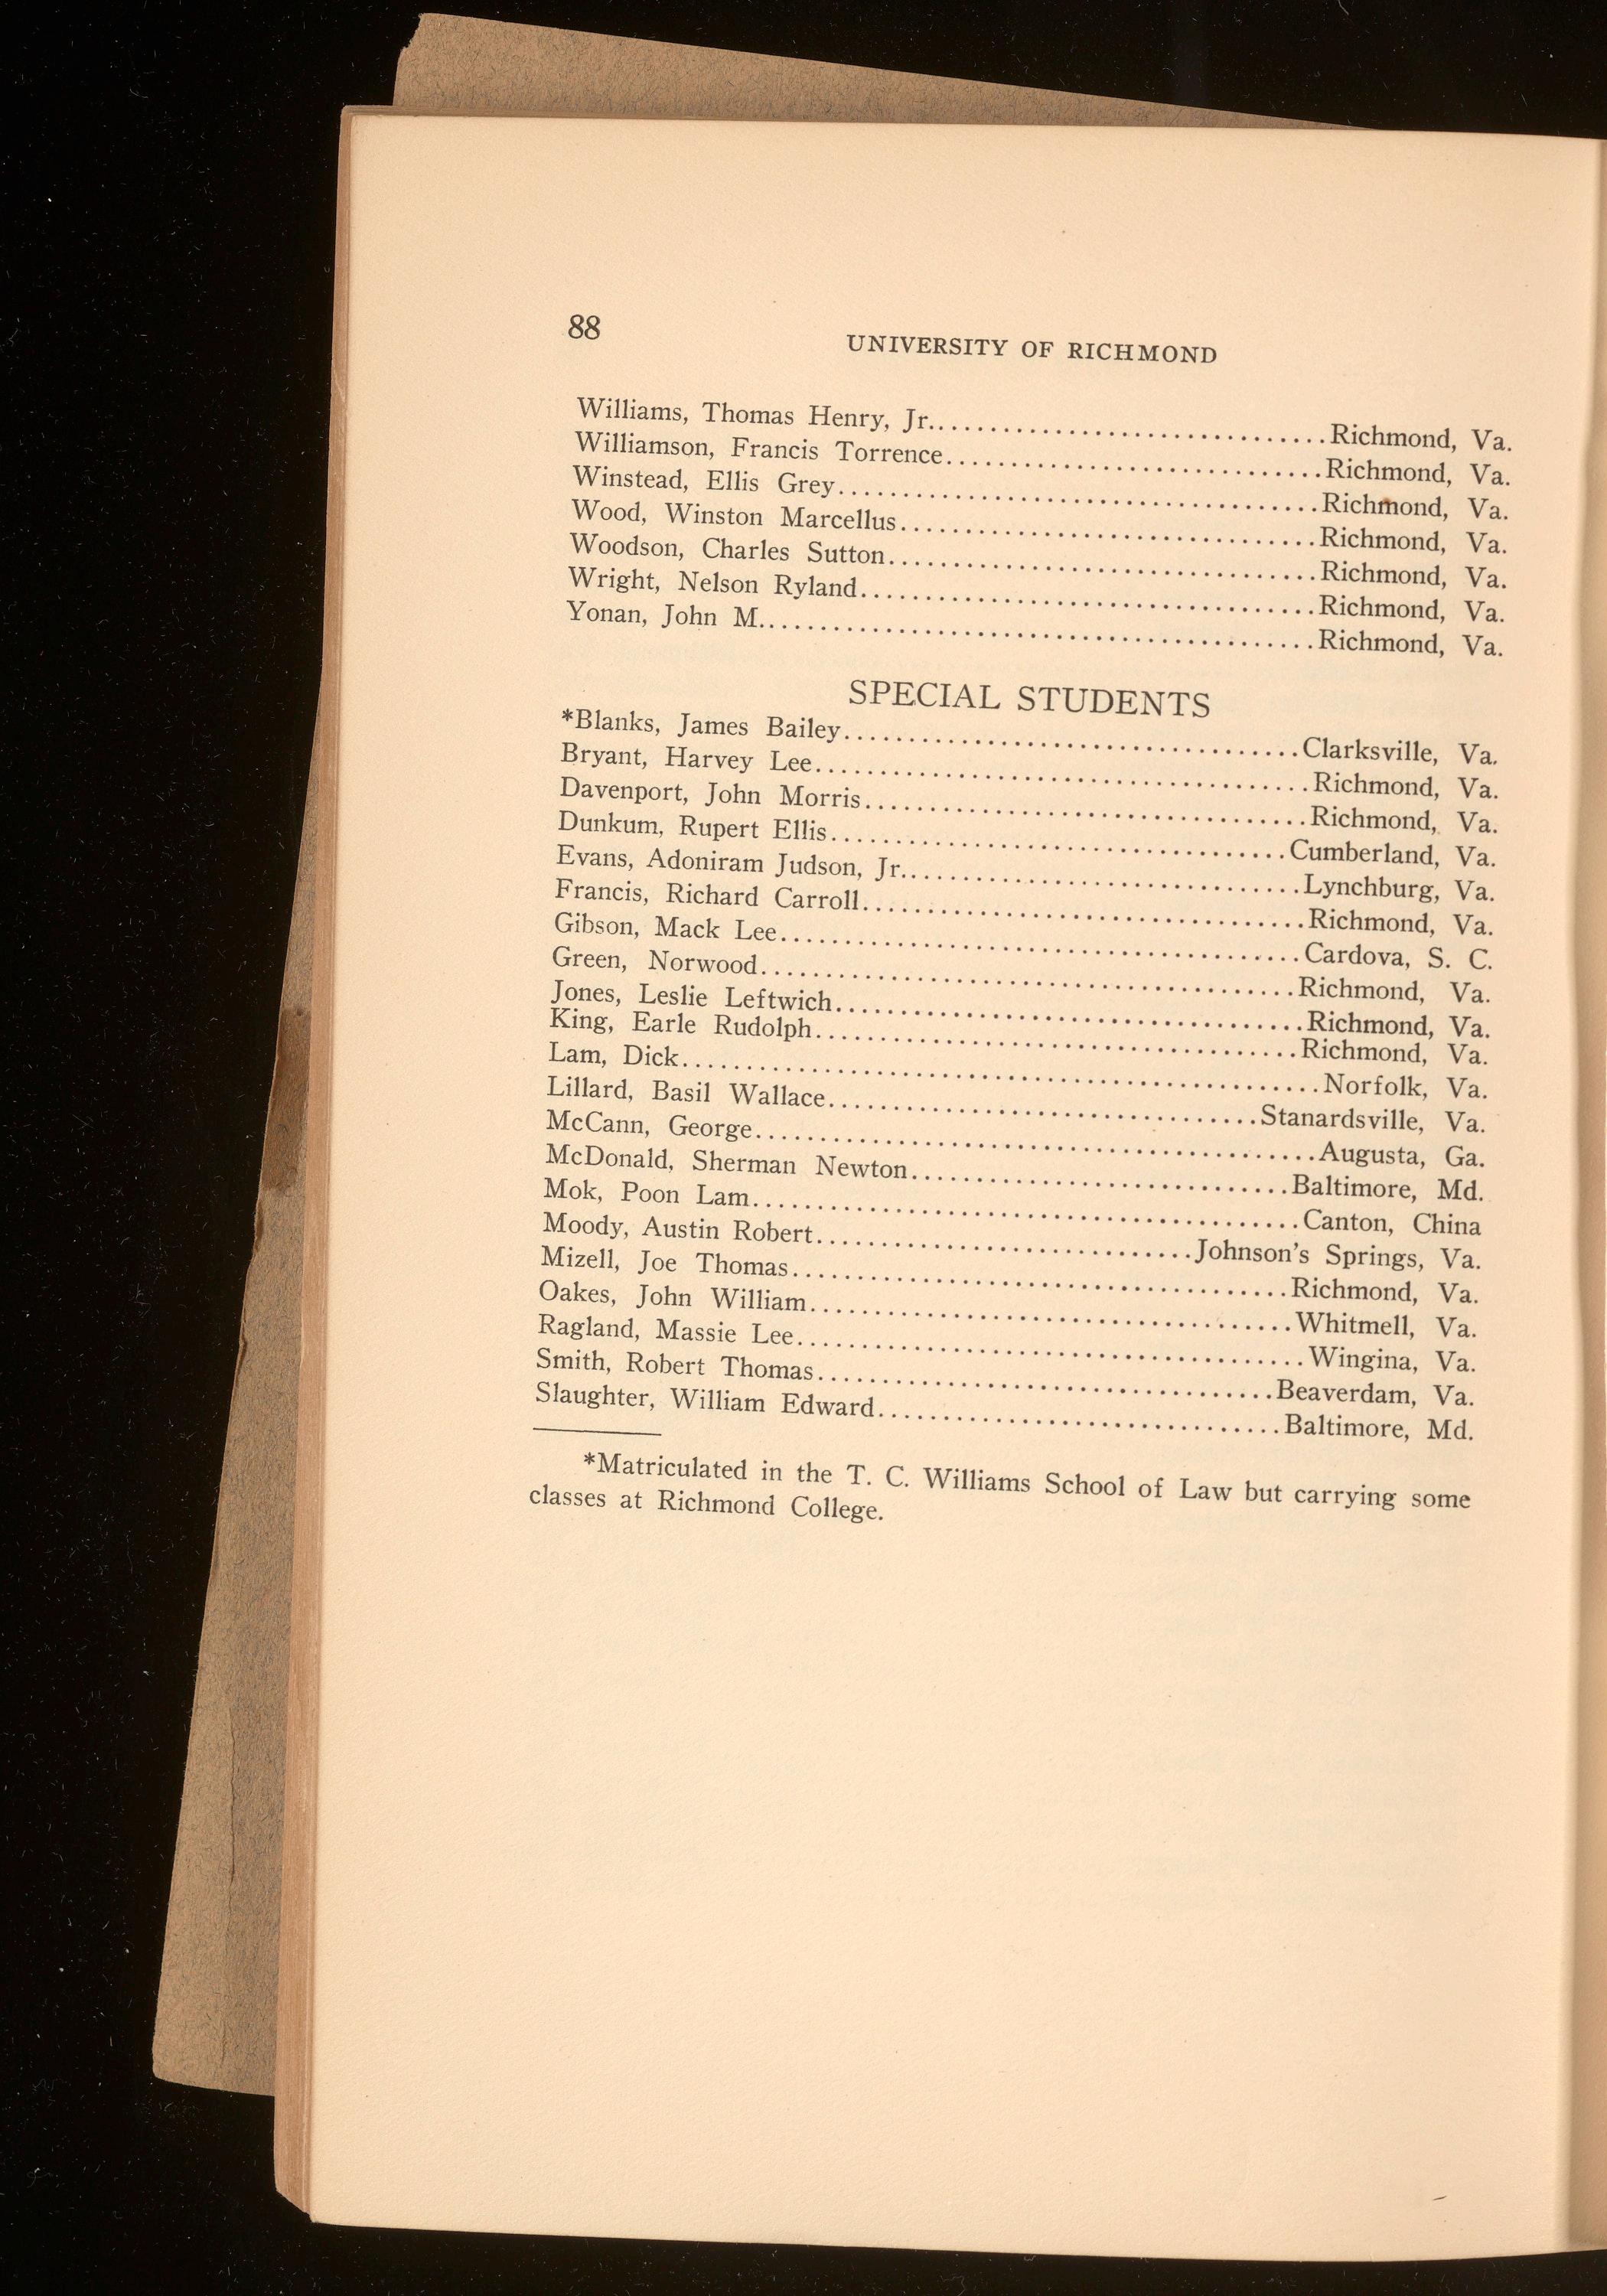 88
UNIVERSITY OF RICHMOND
Williams, Thomas Henry, Jr. Richmond, Va.
Williamson, Francis Torrence Richmond, Va.
Winstead, Ellis Grey Richmond, Va.
Wood, Winston Marcellus Richmond, Va.
Woodson, Charles Sutton Richmond, Va.
Wright, Nelson Ryland Richmond, Va.
Yonan, John M. Richmond, Va.
SPECIAL STUDENTS
*Blanks, James Bailey Clarksville, Va.
Bryant, Harvey Lee Richmond, Va.
Davenport, John Morris Richmond, Va.
Dunkum, Rupert Ellis Cumberland, Va.
Evans, Adoniram Judson, Jr. Lynchburg, Va.
Francis, Richard Carroll Richmond, Va.
Gibson, Mack Lee Cardova, S. C.
Green, Norwood Richmond, Va.
Jones, Leslie Leftwich Richmond, Va.
King, Earle Rudolph Richmond, Va.
Lam, Dick Norfolk, Va.
Lillard, Basil Wallace Stanardsville, Va.
McCann, George Augusta, Ga.
McDonald, Sherman Newton Baltimore, Md.
Mok, Poon Lam Canton, China
Moody, Austin Robert Johnson's Springs, Va.
Mizell, Joe Thomas Richmond, Va.
Oakes, John William Whitmell, Va.
Ragland, Massie Lee Wingina, Va.
Smith, Robert Thomas Beaverdam, Va.
Slaughter, William Edward Baltimore, Md.
*Matriculated in the T. C. Williams School of Law but carrying some
classes at Richmond College.